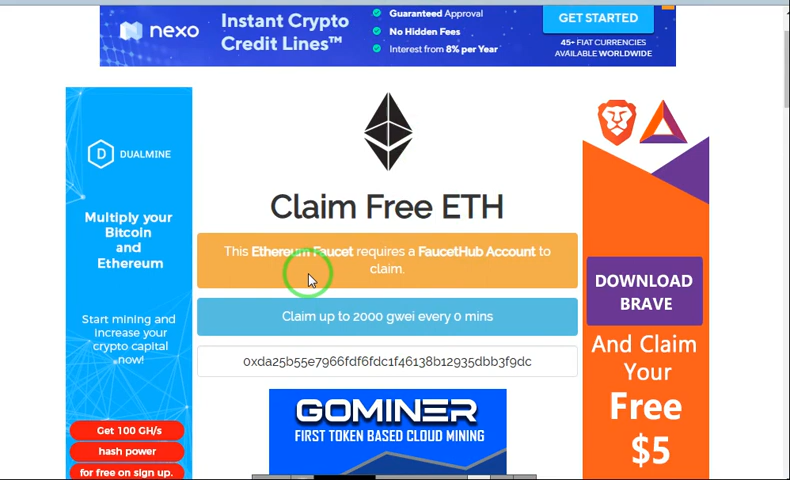 nexo
Instant Crypto
Credit Lines™
Guaranteed Approval
No Hidden Fees
Interest from 8% per Year
GET STARTED
45+ FIAT CURRENCIES
AVAILABLE WORLDWIDE
DUALMINE
Multiply your
Bitcoin
and
Ethereum
Start mining and
increase your
crypto capital
now!
Get 100 GH/s
hash power
for free on sign up.
Claim Free ETH
This Ethereum Faucet requires a FaucetHub Account to
claim.
Claim up to 2000 gwei every 0 mins
0xda25b55e7966fdf6fdc1f46138b12935dbb3f9dc
GOMINER
FIRST TOKEN BASED CLOUD MINING
DOWNLOAD
BRAVE
And Claim
Your
Free
$5